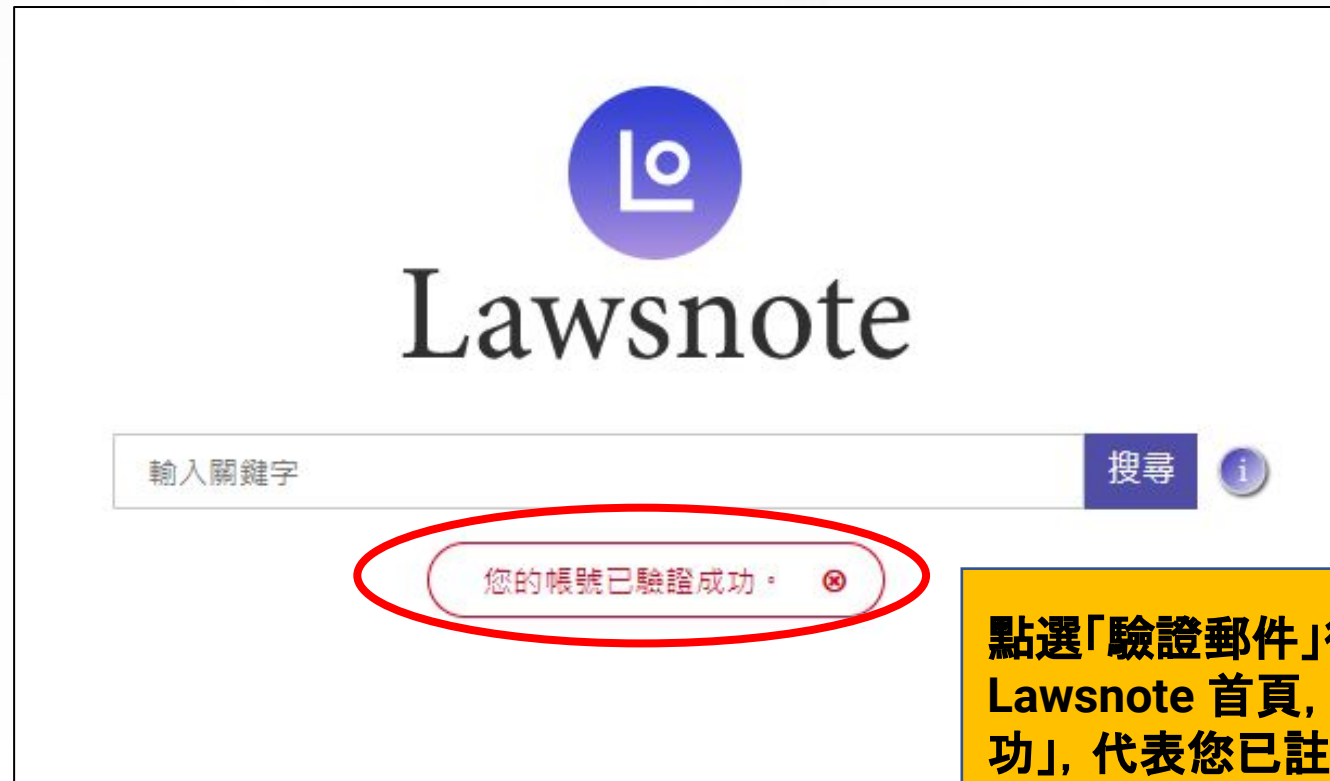 Lawsnote
輸入關鍵字
搜尋
i
您的帳號已驗證成功。
點選「驗證郵件」
Lawsnote 首頁,
功」, 代表您已註